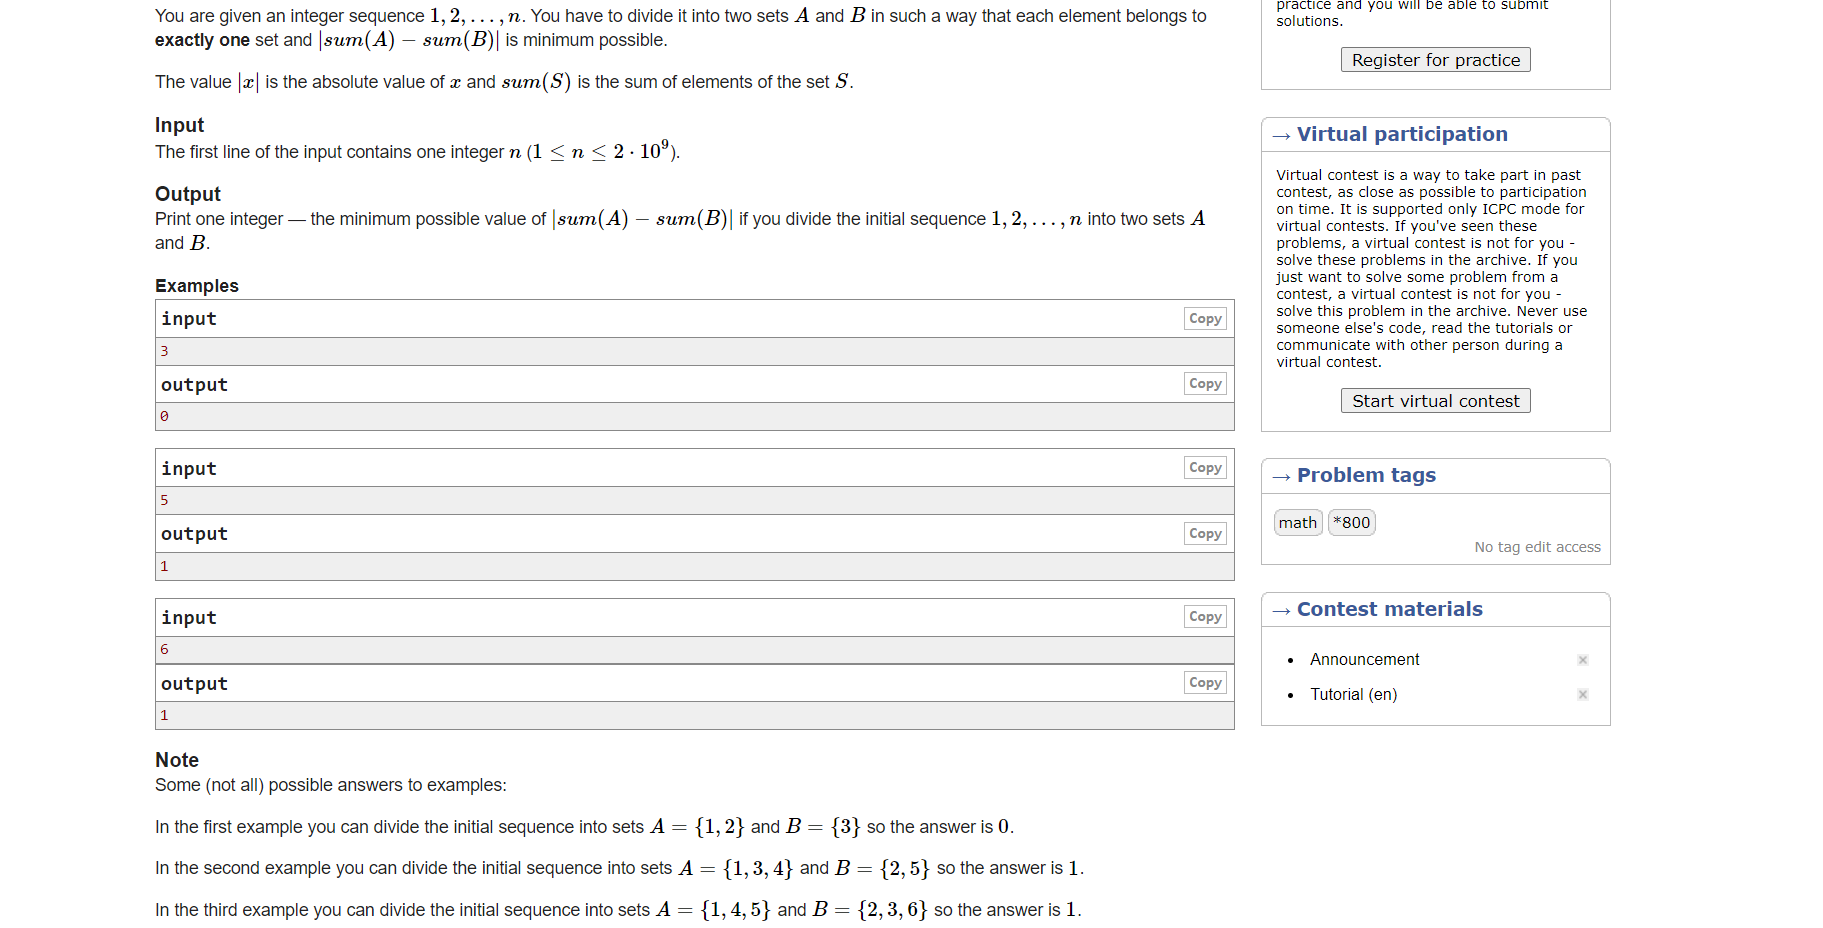 You are given an integer sequence 1, 2, . . . , n. You have to divide it into two sets A and B in such a way that each element belongs to
exactly one set and |sum(A) − sum(B)| is minimum possible.
The value |x| is the absolute value of x and sum(S) is the sum of elements of the set S.
Input
The first line of the input contains one integer n (1 ≤ n ≤ 2 · 10⁹).
Output
Print one integer — the minimum possible value of |sum(A) − sum(B)| if you divide the initial sequence 1, 2, . . . , n into two sets A
and B.
Examples
input
Copy
3
output
Copy
0
input
Copy
5
output
Copy
1
input
Copy
6
output
Copy
1
Note
Some (not all) possible answers to examples:
In the first example you can divide the initial sequence into sets A = {1, 2} and B = {3} so the answer is 0.
In the second example you can divide the initial sequence into sets A = {1, 3, 4} and B = {2, 5} so the answer is 1.
In the third example you can divide the initial sequence into sets A = {1, 4, 5} and B = {2, 3, 6} so the answer is 1.
practice and you will be able to submit
solutions.
Register for practice
→ Virtual participation
Virtual contest is a way to take part in past
contest, as close as possible to participation
on time. It is supported only ICPC mode for
virtual contests. If you've seen these
problems, a virtual contest is not for you -
solve these problems in the archive. If you
just want to solve some problem from a
contest, a virtual contest is not for you -
solve this problem in the archive. Never use
someone else's code, read the tutorials or
communicate with other person during a
virtual contest.
Start virtual contest
→ Problem tags
math *800
No tag edit access
→ Contest materials
• Announcement
• Tutorial (en)